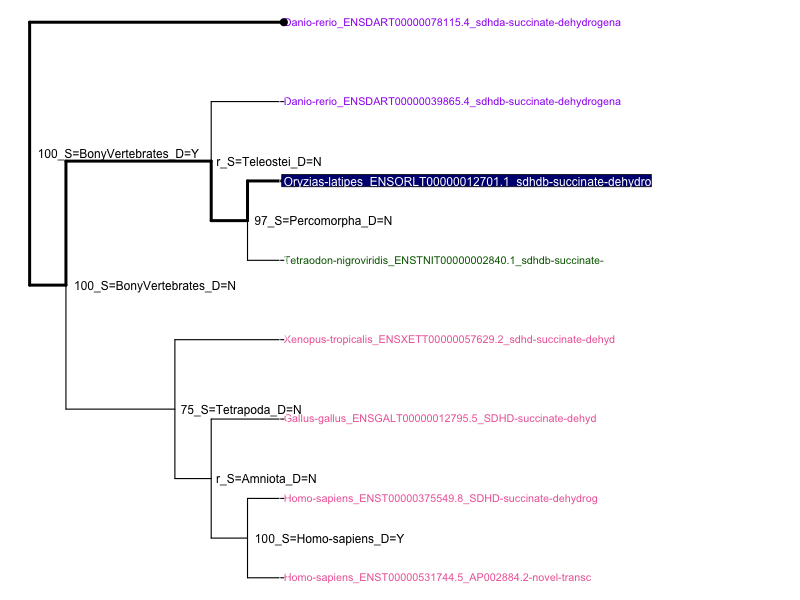 Danio-rerio_ENSDART00000078115.4_sdhda-succinate-dehydrogena
Danio-rerio_ENSDART00000039865.4_sdhdb-succinate-dehydrogena
100_S=BonyVertebrates_D=Y
r_S=Teleostei_D=N
Oryzias-latipes_ENSORLT00000012701.1_sdhdb-succinate-dehydro
97_S=Percomorpha_D=N
Tetraodon-nigroviridis_ENSTNIT00000002840.1_sdhdb-succinate-
100_S=BonyVertebrates_D=N
Xenopus-tropicalis_ENSXETT00000057629.2_sdhd-succinate-dehyd
75_S=Tetrapoda_D=N
Gallus-gallus_ENSGALT00000012795.5_SDHD-succinate-dehyd
r_S=Amniota_D=N
Homo-sapiens_ENST00000375549.8_SDHD-succinate-dehydrog
100_S=Homo-sapiens_D=Y
Homo-sapiens_ENST00000531744.5_AP002884.2-novel-transc